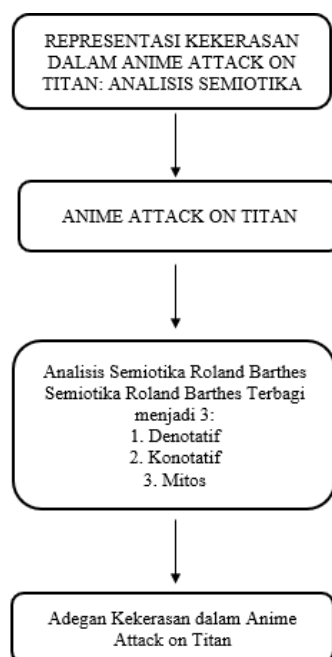 REPRESENTASI KEKERASAN
DALAM ANIME ATTACK ON
TITAN: ANALISIS SEMIOTIKA
ANIME ATTACK ON TITAN
Analisis Semiotika Roland Barthes
Semiotika Roland Barthes Terbagi
menjadi 3:
1. Denotatif
2. Konotatif
3. Mitos
Adegan Kekerasan dalam Anime
Attack on Titan